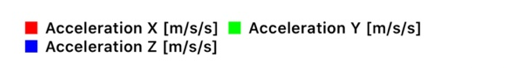 Acceleration X [m/s/s] Acceleration Y [m/s/s]
Acceleration Z [m/s/s]